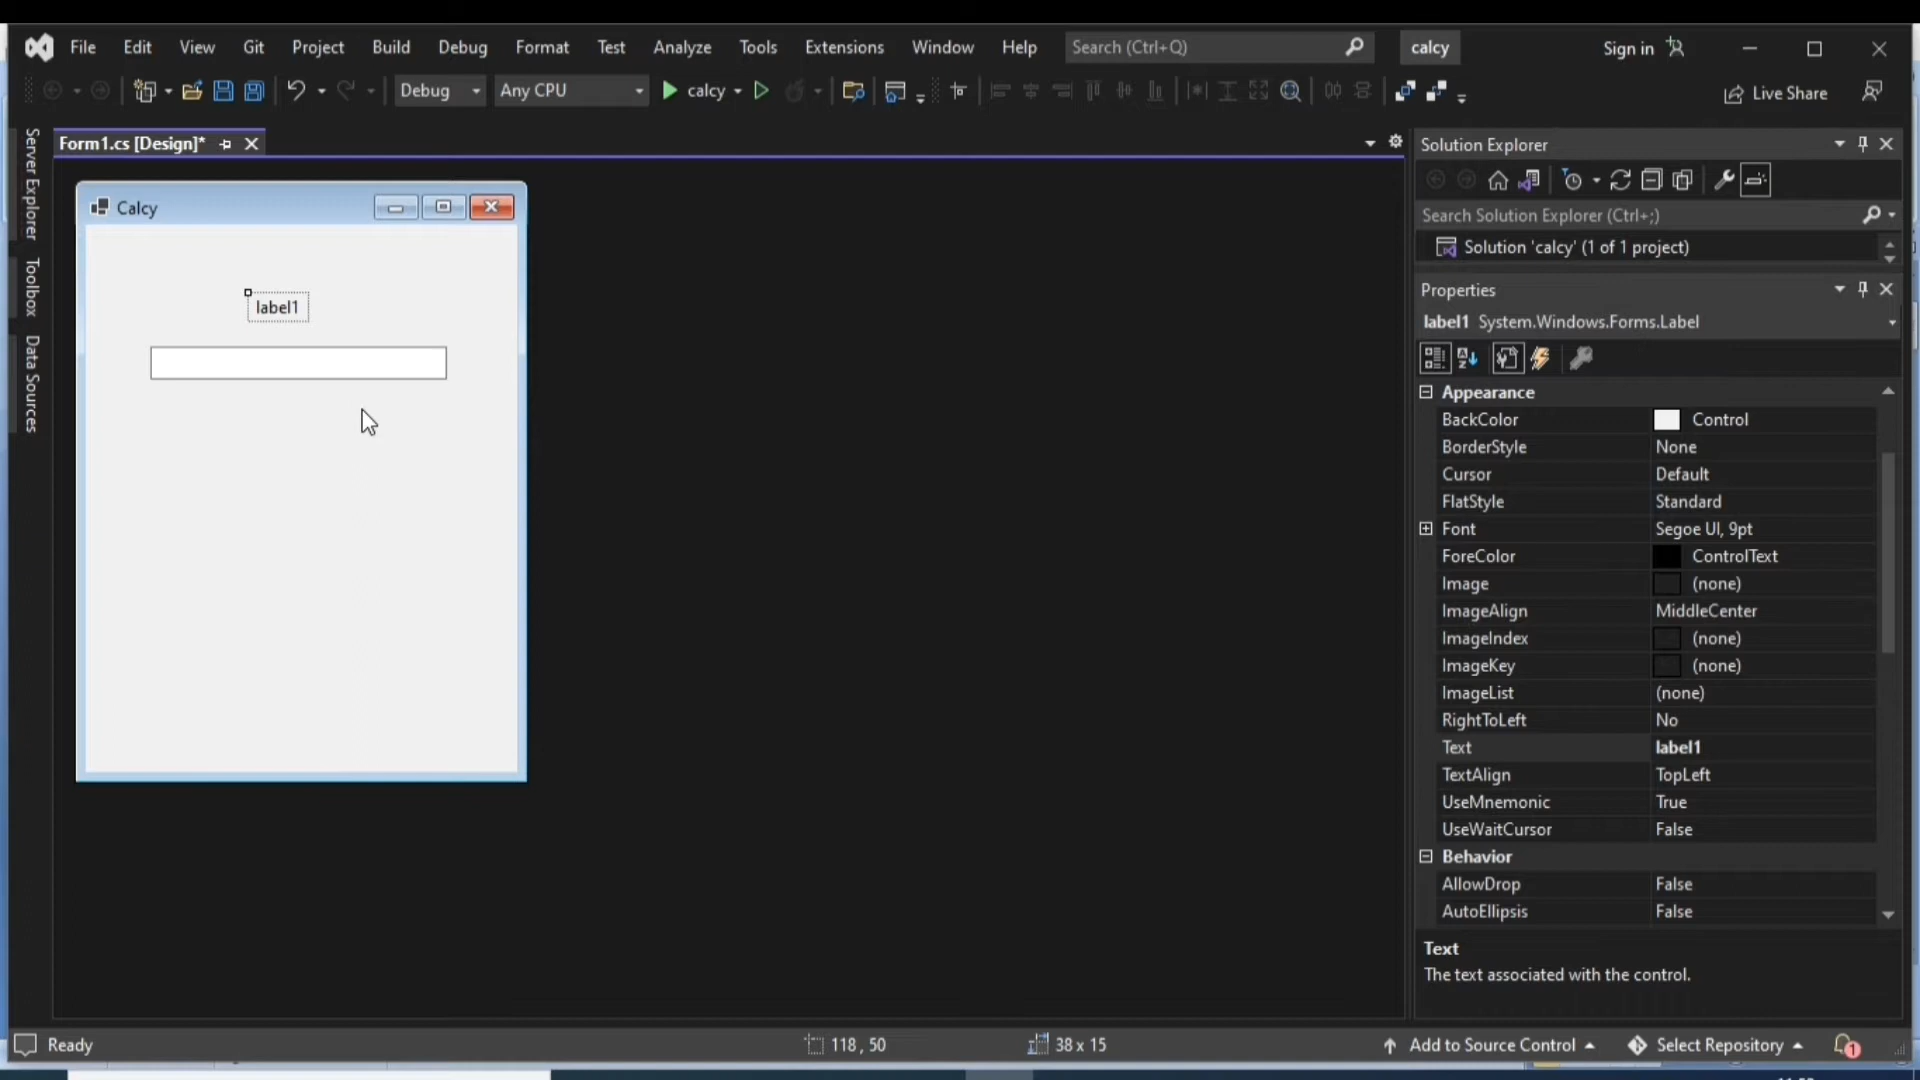 File Edit View Git Project Build Debug Format Test Analyze Tools Extensions Window Help Search (Ctrl+Q) calcy Sign in
Debug Any CPU calcy Live Share
Server Explorer
Toolbox
Data Sources
Form1.cs [Design]*
Calcy
label1
Solution Explorer
Search Solution Explorer (Ctrl+;)
Solution 'calcy' (1 of 1 project)
Properties
label1 System.Windows.Forms.Label
Appearance
BackColor Control
BorderStyle None
Cursor Default
FlatStyle Standard
Font Segoe UI, 9pt
ForeColor ControlText
Image (none)
ImageAlign MiddleCenter
ImageIndex (none)
ImageKey (none)
ImageList (none)
RightToLeft No
Text label1
TextAlign TopLeft
UseMnemonic True
UseWaitCursor False
Behavior
AllowDrop False
AutoEllipsis False
Text
The text associated with the control.
Ready 118 , 50 38 x 15 Add to Source Control Select Repository 1